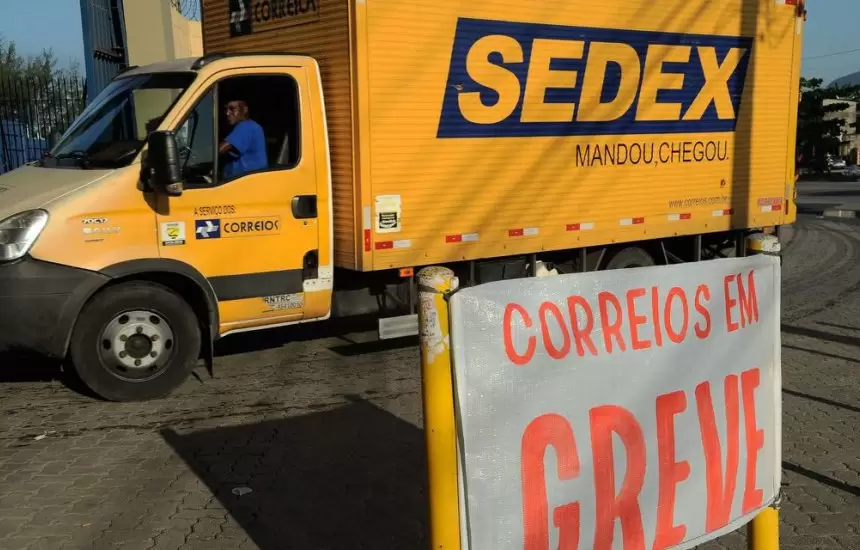 CORREIOS
SEDEX
MANDOU,CHEGOU.
www.correios.com.br
A SERVIÇO DOS:
CORREIOS
CORREIOS EM
GREVE